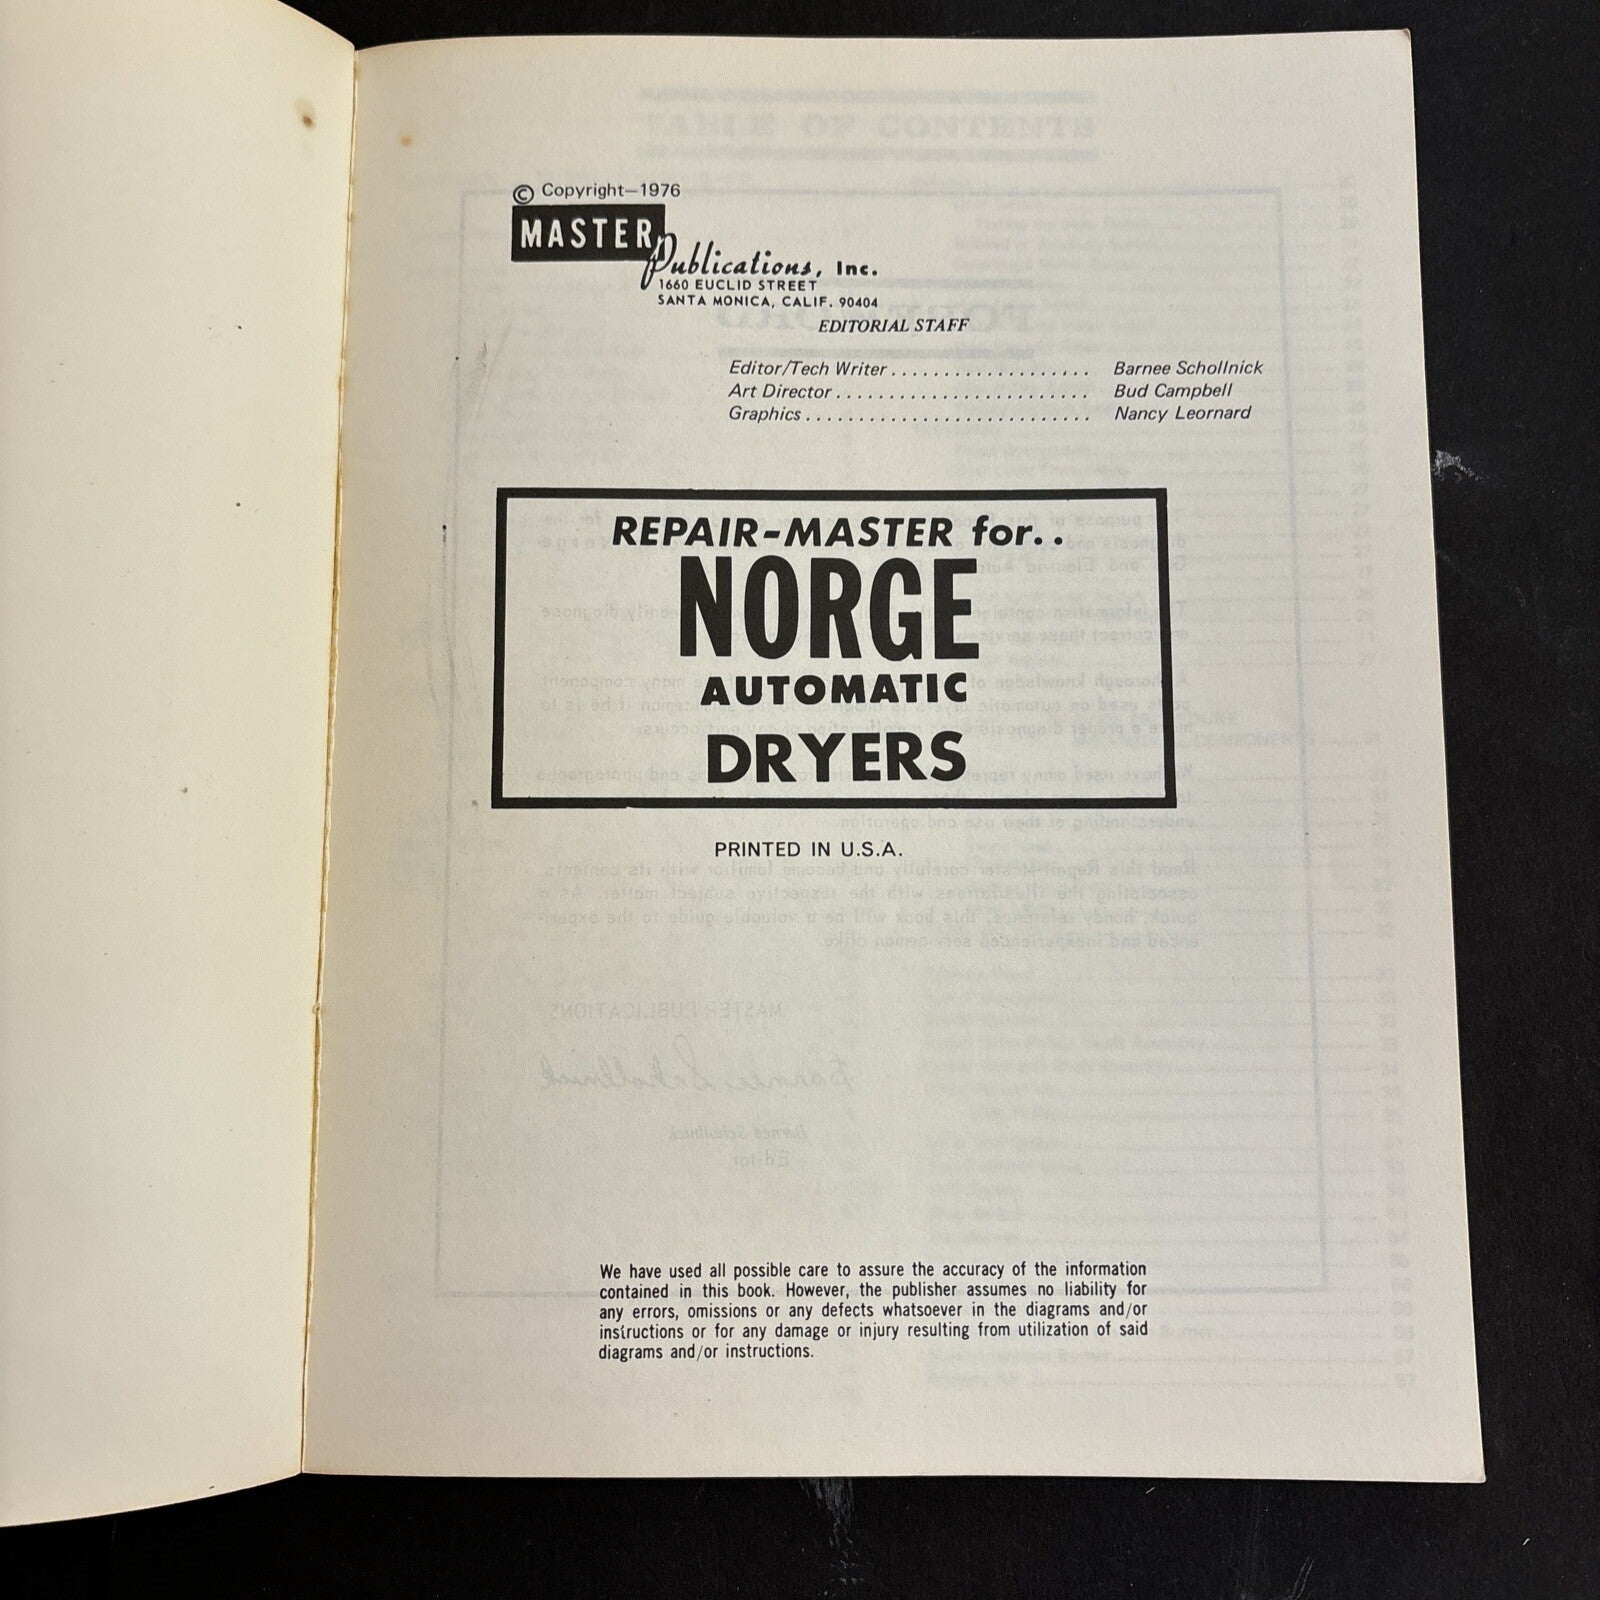 © Copyright—1976
MASTER
Publications, Inc.
1660 EUCLID STREET
SANTA MONICA, CALIF. 90404
EDITORIAL STAFF
Editor/Tech Writer . . . . . . . . . . . . . . . . . . . Barnee Schollnick
Art Director . . . . . . . . . . . . . . . . . . . . . . . . Bud Campbell
Graphics . . . . . . . . . . . . . . . . . . . . . . . . . . . Nancy Leornard
REPAIR-MASTER for..
NORGE
AUTOMATIC
DRYERS
PRINTED IN U.S.A.
We have used all possible care to assure the accuracy of the information
contained in this book. However, the publisher assumes no liability for
any errors, omissions or any defects whatsoever in the diagrams and/or
instructions or for any damage or injury resulting from utilization of said
diagrams and/or instructions.